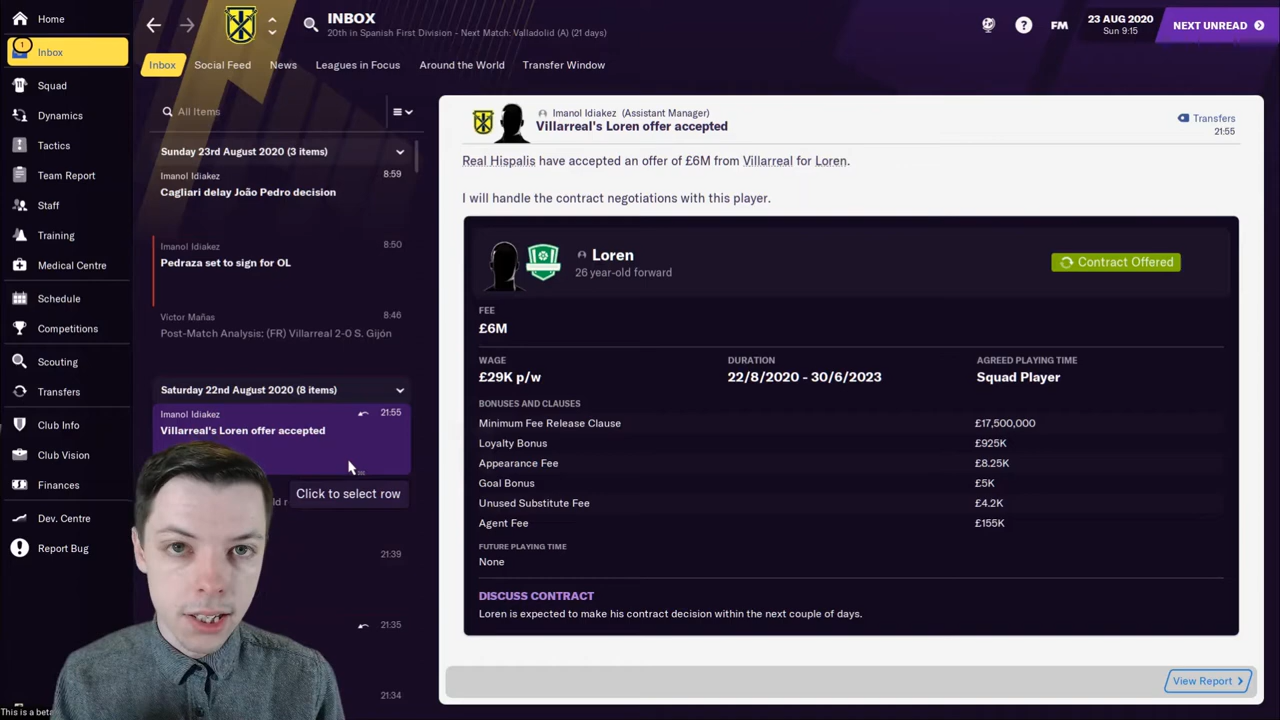 Home
1
Inbox
Squad
Dynamics
Tactics
Team Report
Staff
Training
Medical Centre
Schedule
Competitions
Scouting
Transfers
Club Info
Club Vision
Finances
Dev. Centre
Report Bug
This is a beta
INBOX
20th in Spanish First Division - Next Match: Valladolid (A) (21 days)
?
FM
23 AUG 2020
Sun 9:15
NEXT UNREAD
Inbox
Social Feed
News
Leagues in Focus
Around the World
Transfer Window
All Items
Sunday 23rd August 2020 (3 items)
Imanol Idiakez 8:59
Cagliari delay João Pedro decision
Imanol Idiakez 8:50
Pedraza set to sign for OL
Víctor Mañas 8:46
Post-Match Analysis: (FR) Villarreal 2-0 S. Gijón
Saturday 22nd August 2020 (8 items)
Imanol Idiakez 21:55
Villarreal's Loren offer accepted
Click to select row
21:39
21:35
21:34
Imanol Idiakez (Assistant Manager)
Villarreal's Loren offer accepted
Transfers
21:55
Real Hispalis have accepted an offer of £6M from Villarreal for Loren.
I will handle the contract negotiations with this player.
Loren
26 year-old forward
Contract Offered
FEE
£6M
WAGE
£29K p/w
DURATION
22/8/2020 - 30/6/2023
AGREED PLAYING TIME
Squad Player
BONUSES AND CLAUSES
Minimum Fee Release Clause £17,500,000
Loyalty Bonus £925K
Appearance Fee £8.25K
Goal Bonus £5K
Unused Substitute Fee £4.2K
Agent Fee £155K
FUTURE PLAYING TIME
None
DISCUSS CONTRACT
Loren is expected to make his contract decision within the next couple of days.
View Report